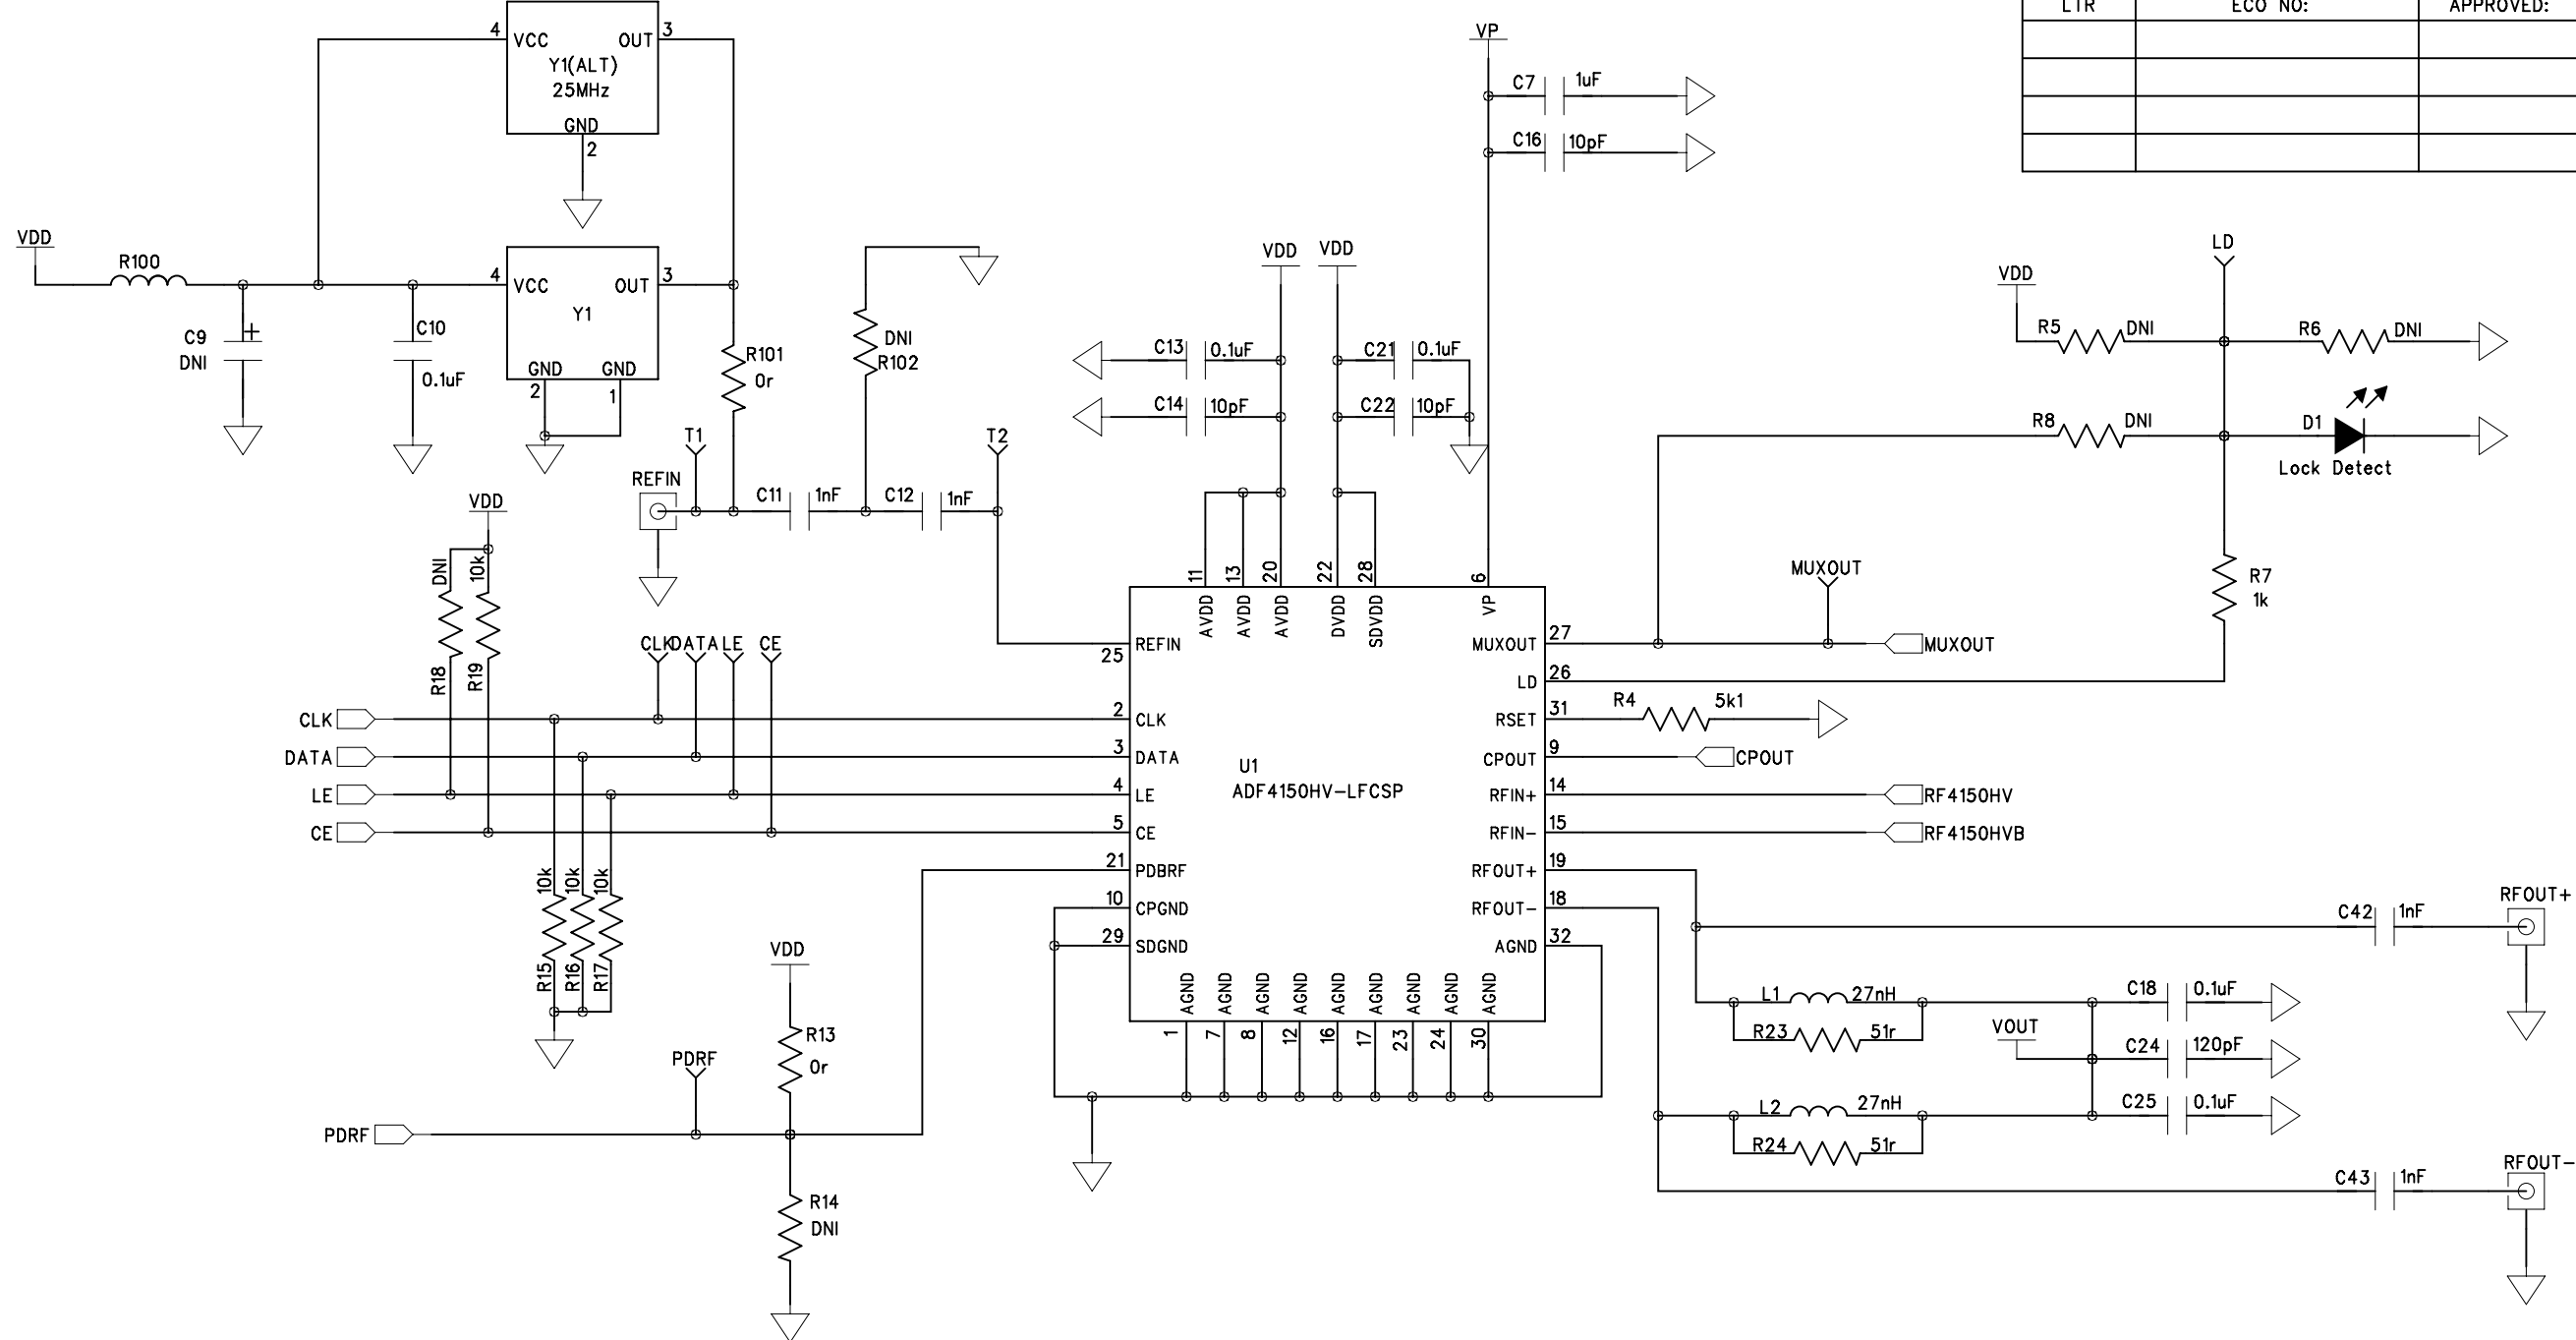 LTR ECO NO: APPROVED:
4 VCC OUT 3
Y1(ALT)
25MHz
GND
2
VP
C7 1uF
C16 10pF
VDD
R100
4 VCC OUT 3
Y1
GND GND
2 1
C9
DNI
+
C10
0.1uF
R101
0r
DNI
R102
VDD VDD
C13 0.1uF
C14 10pF
C21 0.1uF
C22 10pF
LD
VDD
R5 DNI
R6 DNI
R8 DNI
D1
Lock Detect
T1
T2
REFIN
C11 1nF
C12 1nF
VDD
DNI
10k
R18
R19
CLK DATA LE CE
11 13 20 22 28 6
AVDD AVDD AVDD DVDD SDVDD VP
MUXOUT
R7
1k
25 REFIN
MUXOUT 27
MUXOUT
LD 26
CLK
2 CLK
RSET 31
R4 5k1
DATA
3 DATA
CPOUT 9
CPOUT
U1
ADF4150HV-LFCSP
LE
4 LE
RFIN+ 14
RF4150HV
CE
5 CE
RFIN- 15
RF4150HVB
21 PDBRF
RFOUT+ 19
10 CPGND
RFOUT- 18
29 SDGND
AGND 32
10k 10k 10k
R15 R16 R17
AGND AGND AGND AGND AGND AGND AGND AGND AGND
1 7 8 12 16 17 23 24 30
C42 1nF
RFOUT+
L1 27nH
R23 51r
C18 0.1uF
VOUT
C24 120pF
L2 27nH
R24 51r
C25 0.1uF
C43 1nF
RFOUT-
VDD
R13
0r
PDRF
PDRF
R14
DNI